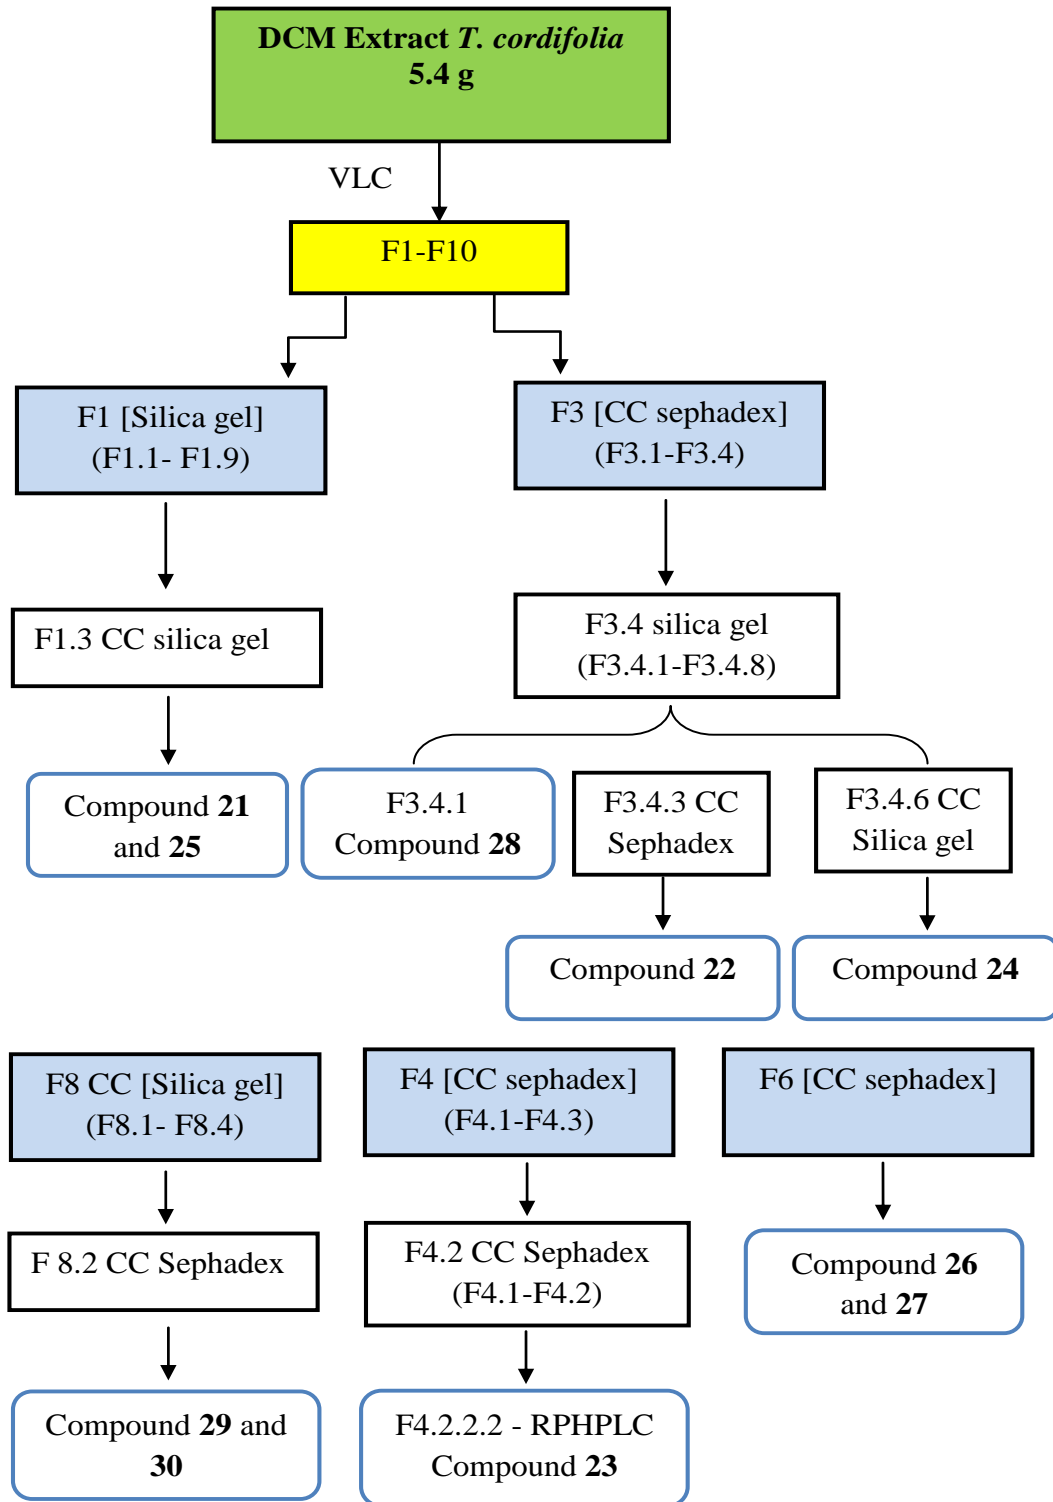 DCM Extract T. cordifolia
5.4 g
VLC
F1-F10
F1 [Silica gel]
(F1.1- F1.9)
F3 [CC sephadex]
(F3.1-F3.4)
F1.3 CC silica gel
F3.4 silica gel
(F3.4.1-F3.4.8)
Compound 21
and 25
F3.4.1
Compound 28
F3.4.3 CC
Sephadex
F3.4.6 CC
Silica gel
Compound 22
Compound 24
F8 CC [Silica gel]
(F8.1- F8.4)
F4 [CC sephadex]
(F4.1-F4.3)
F6 [CC sephadex]
F 8.2 CC Sephadex
F4.2 CC Sephadex
(F4.1-F4.2)
Compound 26
and 27
Compound 29 and
30
F4.2.2.2 - RPHPLC
Compound 23